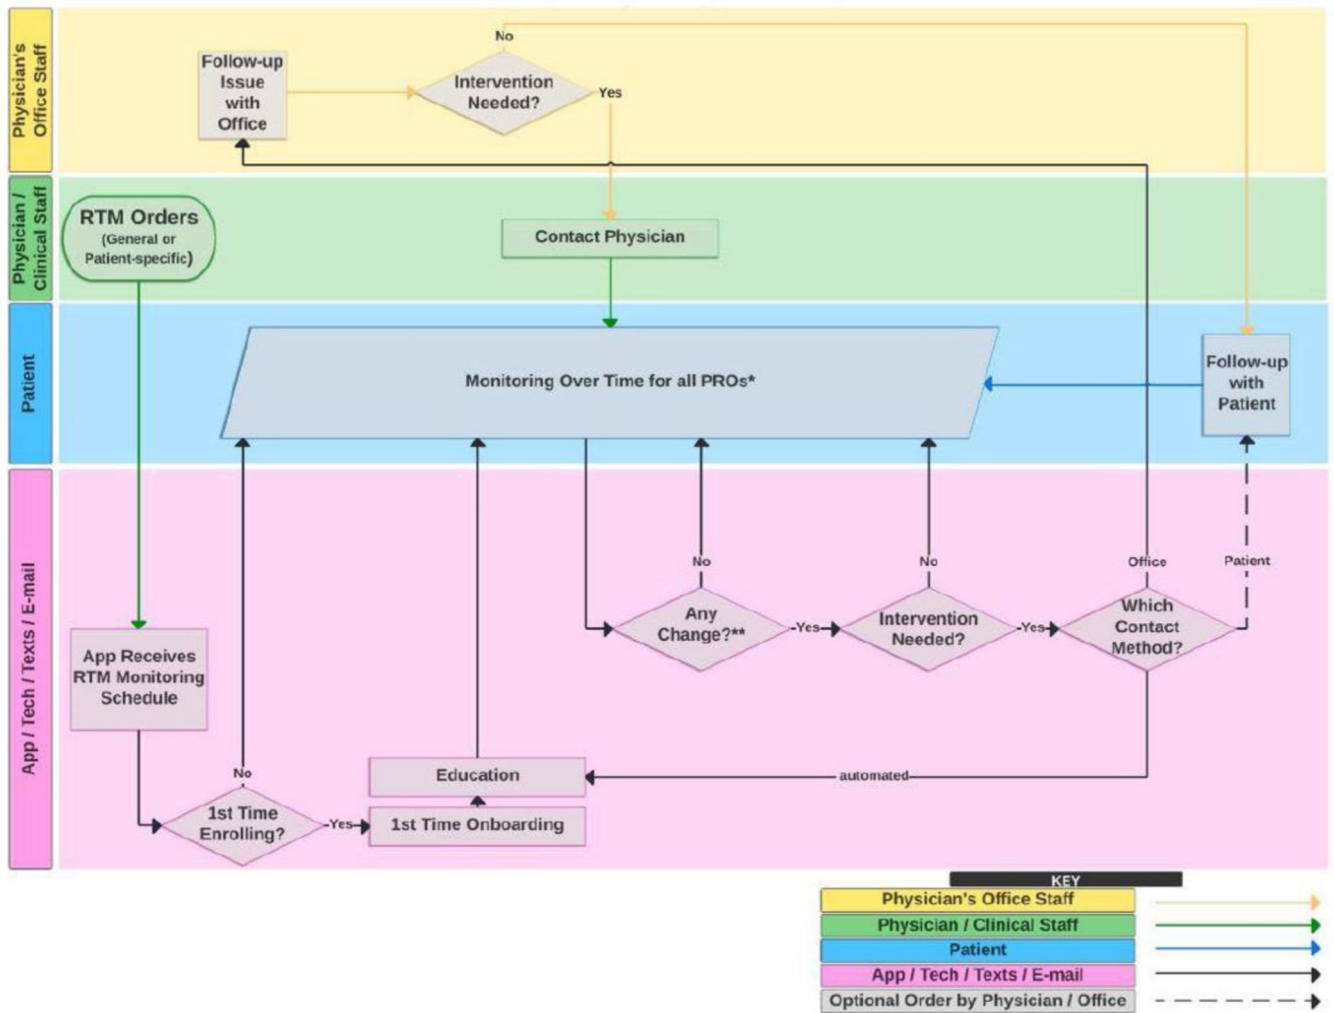 Physician's
Office Staff
Follow-up
Issue
with
Office
No
Intervention
Needed?
Yes
Physician /
Clinical Staff
RTM Orders
(General or
Patient-specific)
Contact Physician
Patient
Monitoring Over Time for all PROs*
Follow-up
with
Patient
App / Tech / Texts / E-mail
No
No
Office
Patient
Any
Change?**
Yes
Intervention
Needed?
Yes
Which
Contact
Method?
App Receives
RTM Monitoring
Schedule
No
Education
automated
1st Time
Enrolling?
Yes
1st Time Onboarding
KEY
Physician's Office Staff
Physician / Clinical Staff
Patient
App / Tech / Texts / E-mail
Optional Order by Physician / Office